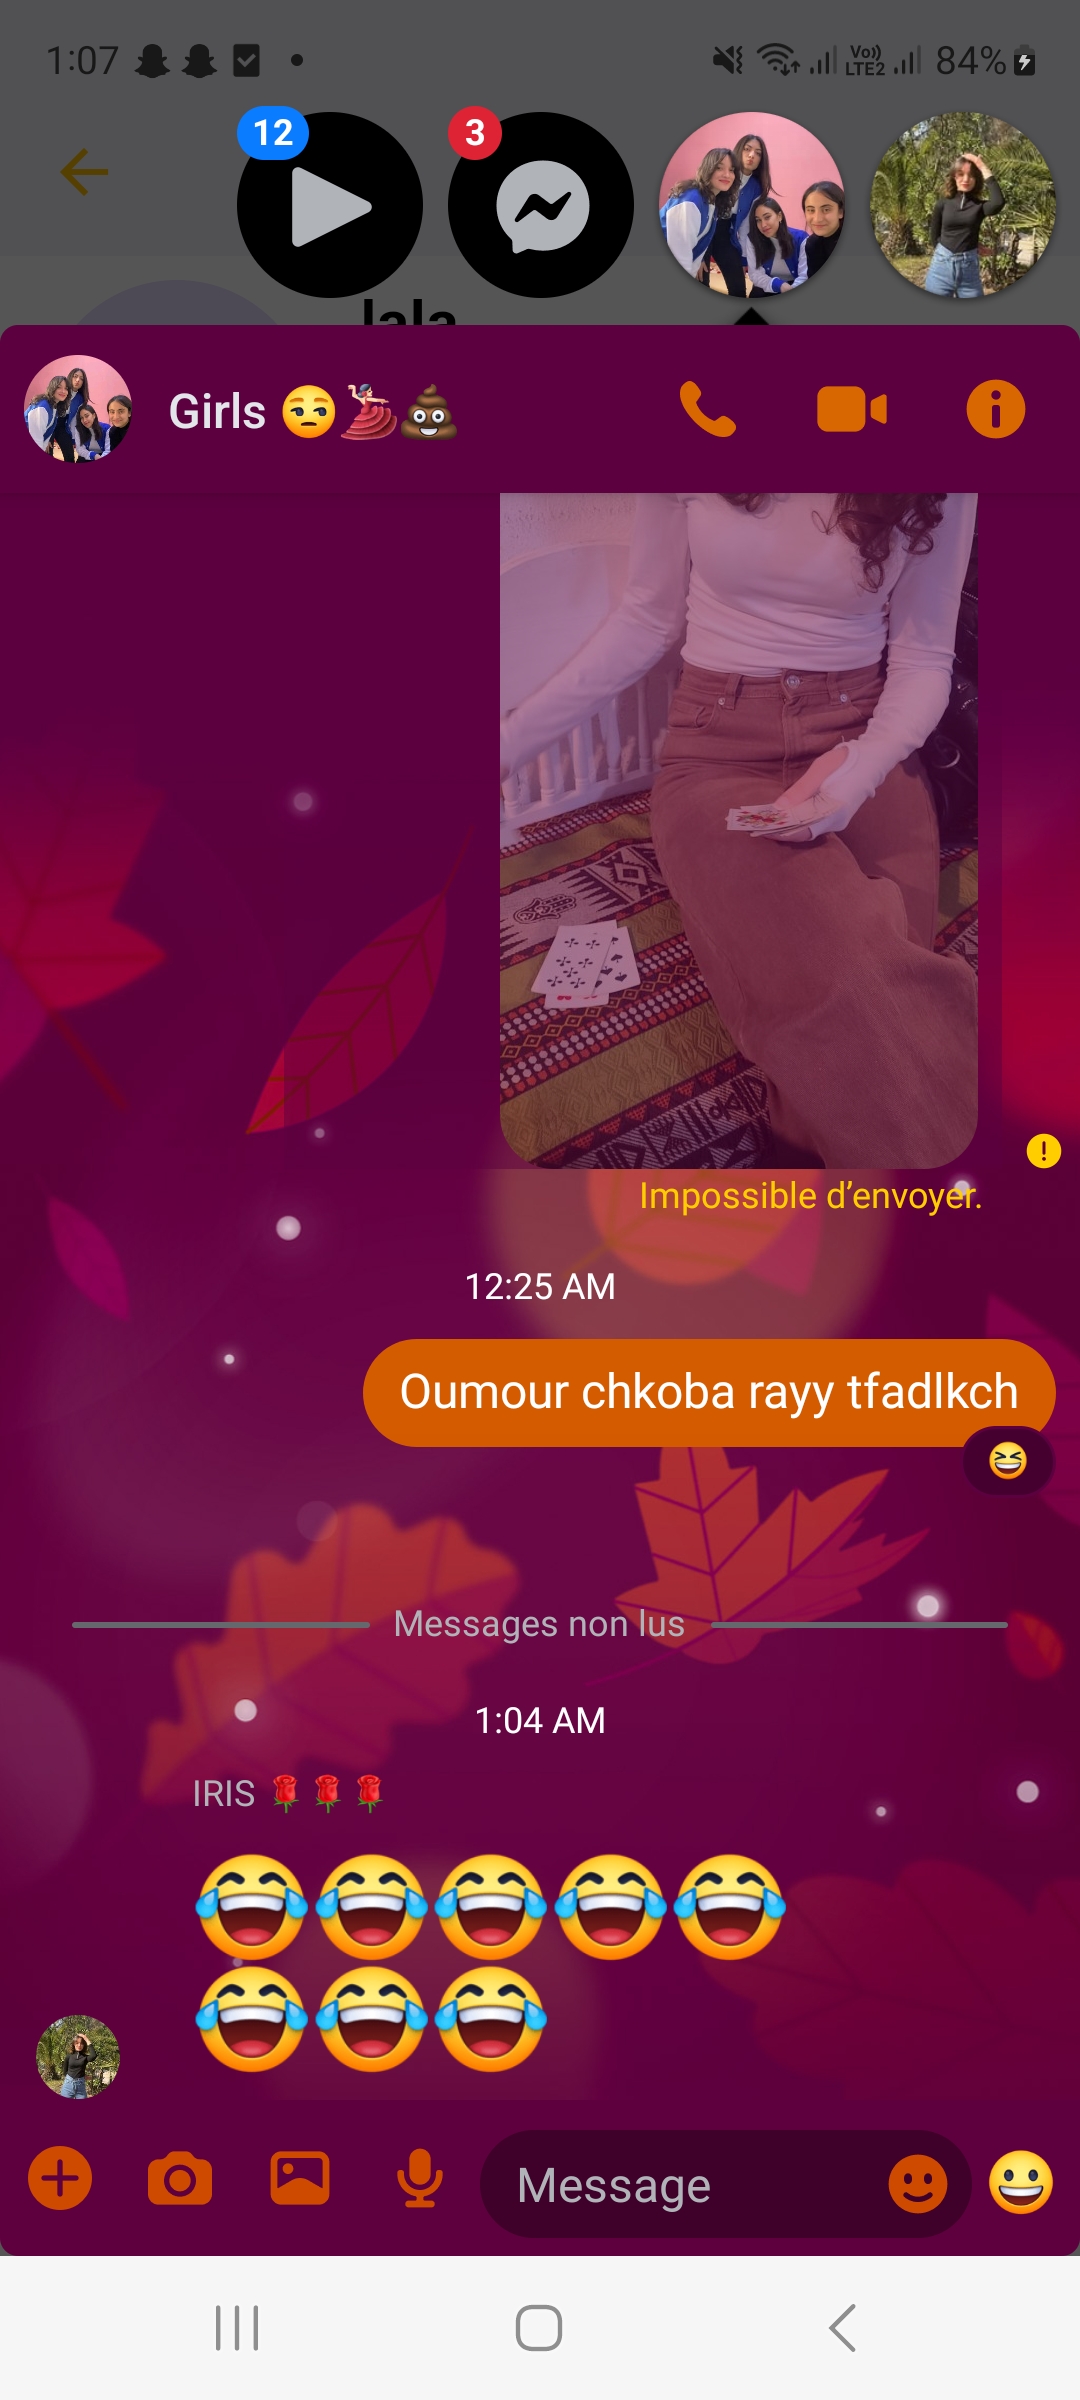 1:07
Vo))
LTE2
84%
12
3
lala
Girls 😒💃🏻💩
Impossible d’envoyer.
12:25 AM
Oumour chkoba rayy tfadlkch
😆
Messages non lus
1:04 AM
IRIS 🌹🌹🌹
😂😂😂😂😂
😂😂😂
Message